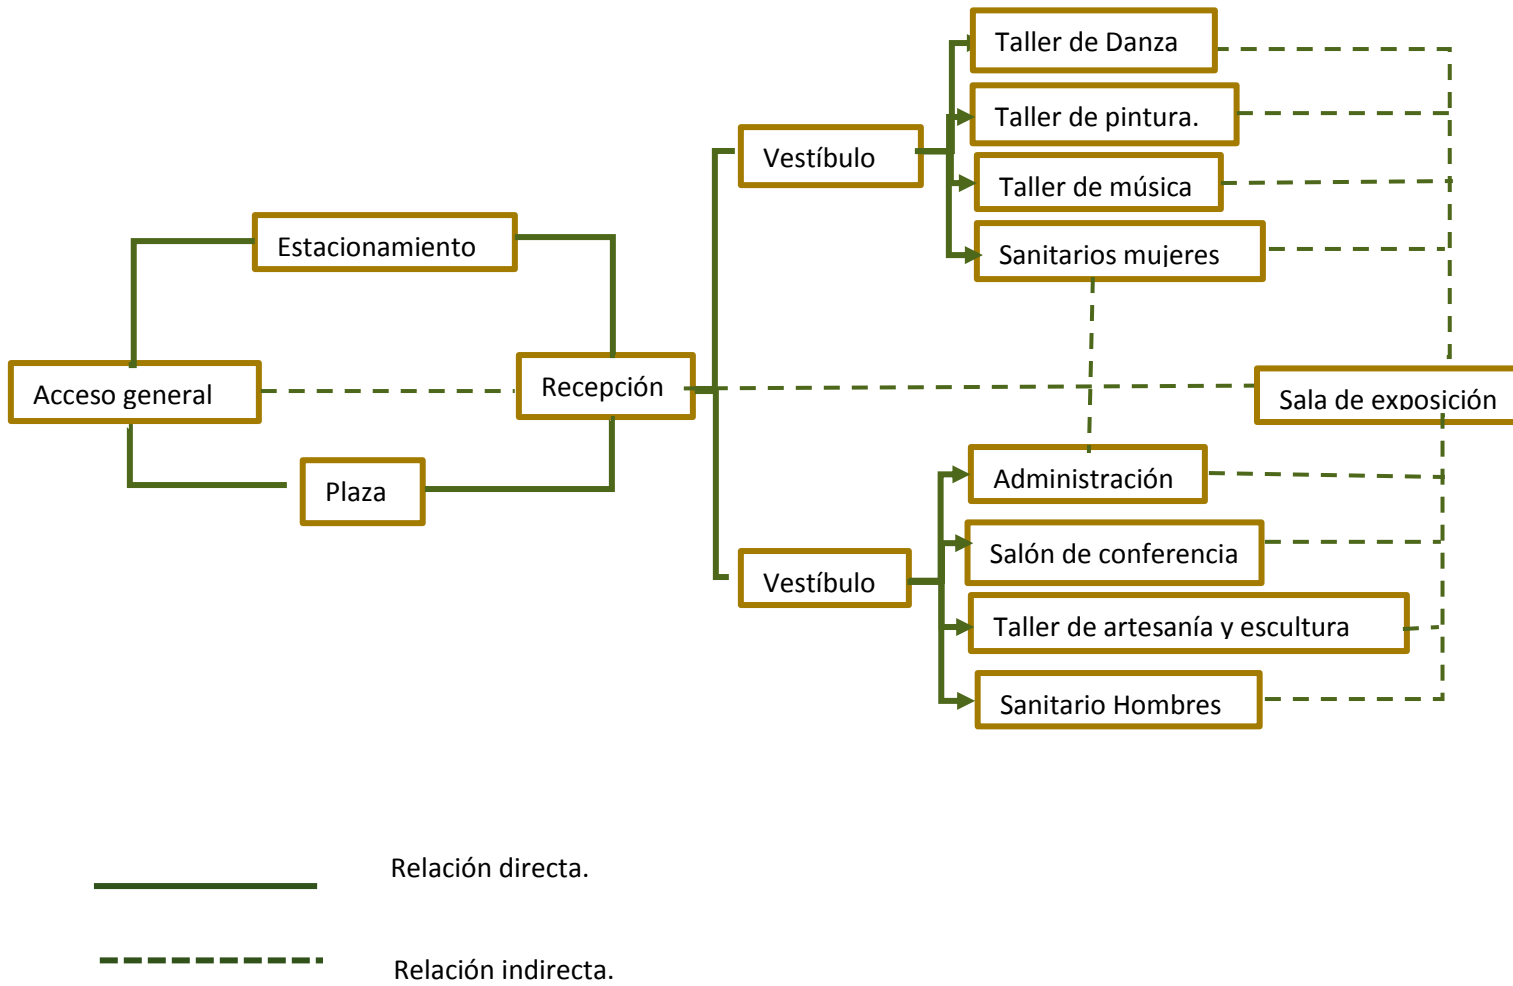 Taller de Danza
Taller de pintura.
Vestíbulo
Taller de música
Estacionamiento
Sanitarios mujeres
Acceso general
Recepción
Sala de exposición
Plaza
Administración
Salón de conferencia
Vestíbulo
Taller de artesanía y escultura
Sanitario Hombres
Relación directa.
Relación indirecta.